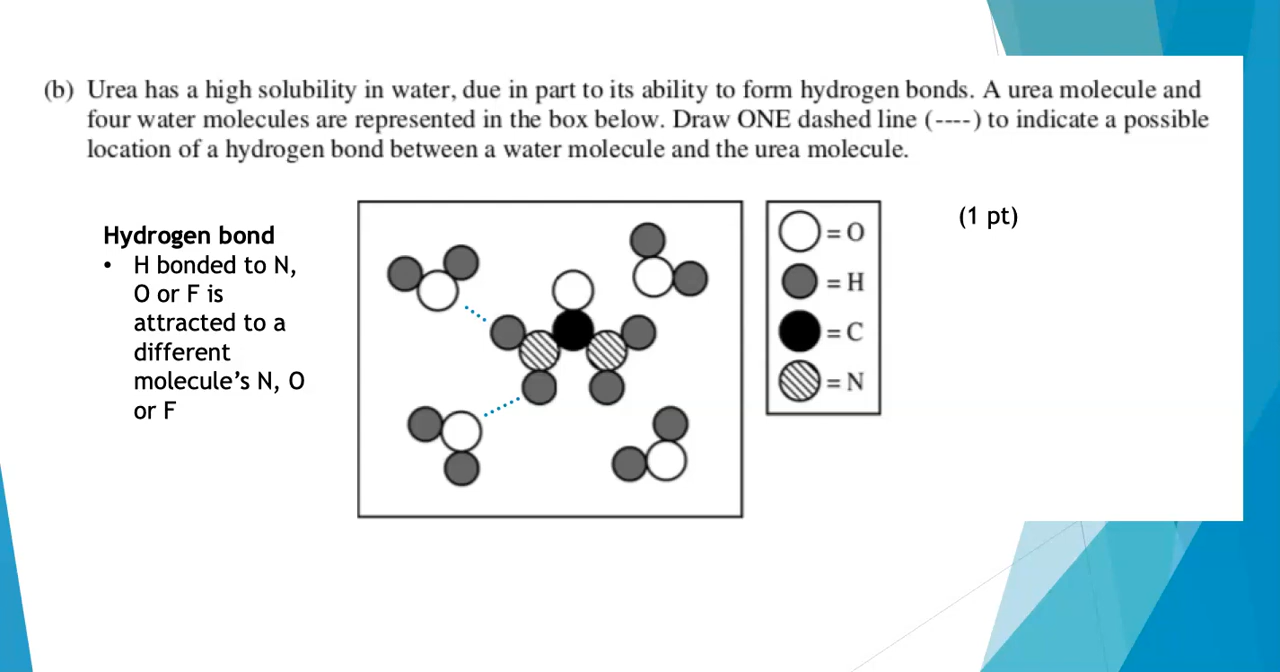 (b) Urea has a high solubility in water, due in part to its ability to form hydrogen bonds. A urea molecule and
four water molecules are represented in the box below. Draw ONE dashed line (----) to indicate a possible
location of a hydrogen bond between a water molecule and the urea molecule.
Hydrogen bond
• H bonded to N,
O or F is
attracted to a
different
molecule’s N, O
or F
= O
= H
= C
= N
(1 pt)